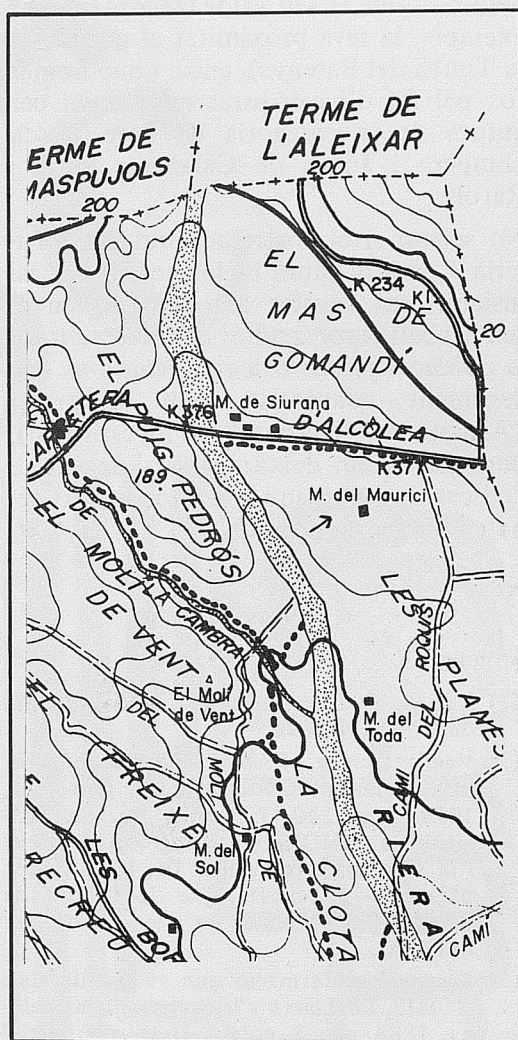 TERME DE
L'ALEIXAR
ERME DE
MASPUJOLS
200
200
EL
MAS DE
GOMANDÍ
K 234
K1
20
EL PUIG PEDRÓS
K 376
M. de Siurana
CARRETERA D'ALCOLEA
K 377
189
M. del Maurici
EL MOLÍ
DE VENT
DE LA CAMBRA
El Molí
de Vent
M. del
Toda
LES PLANES
CAMÍ DEL ROQUIS
DEL
EL FREIXE
MOLÍ
DE
LA CLOTA
RIERA
M. del
Sol
LES
RECREU
CAMÍ